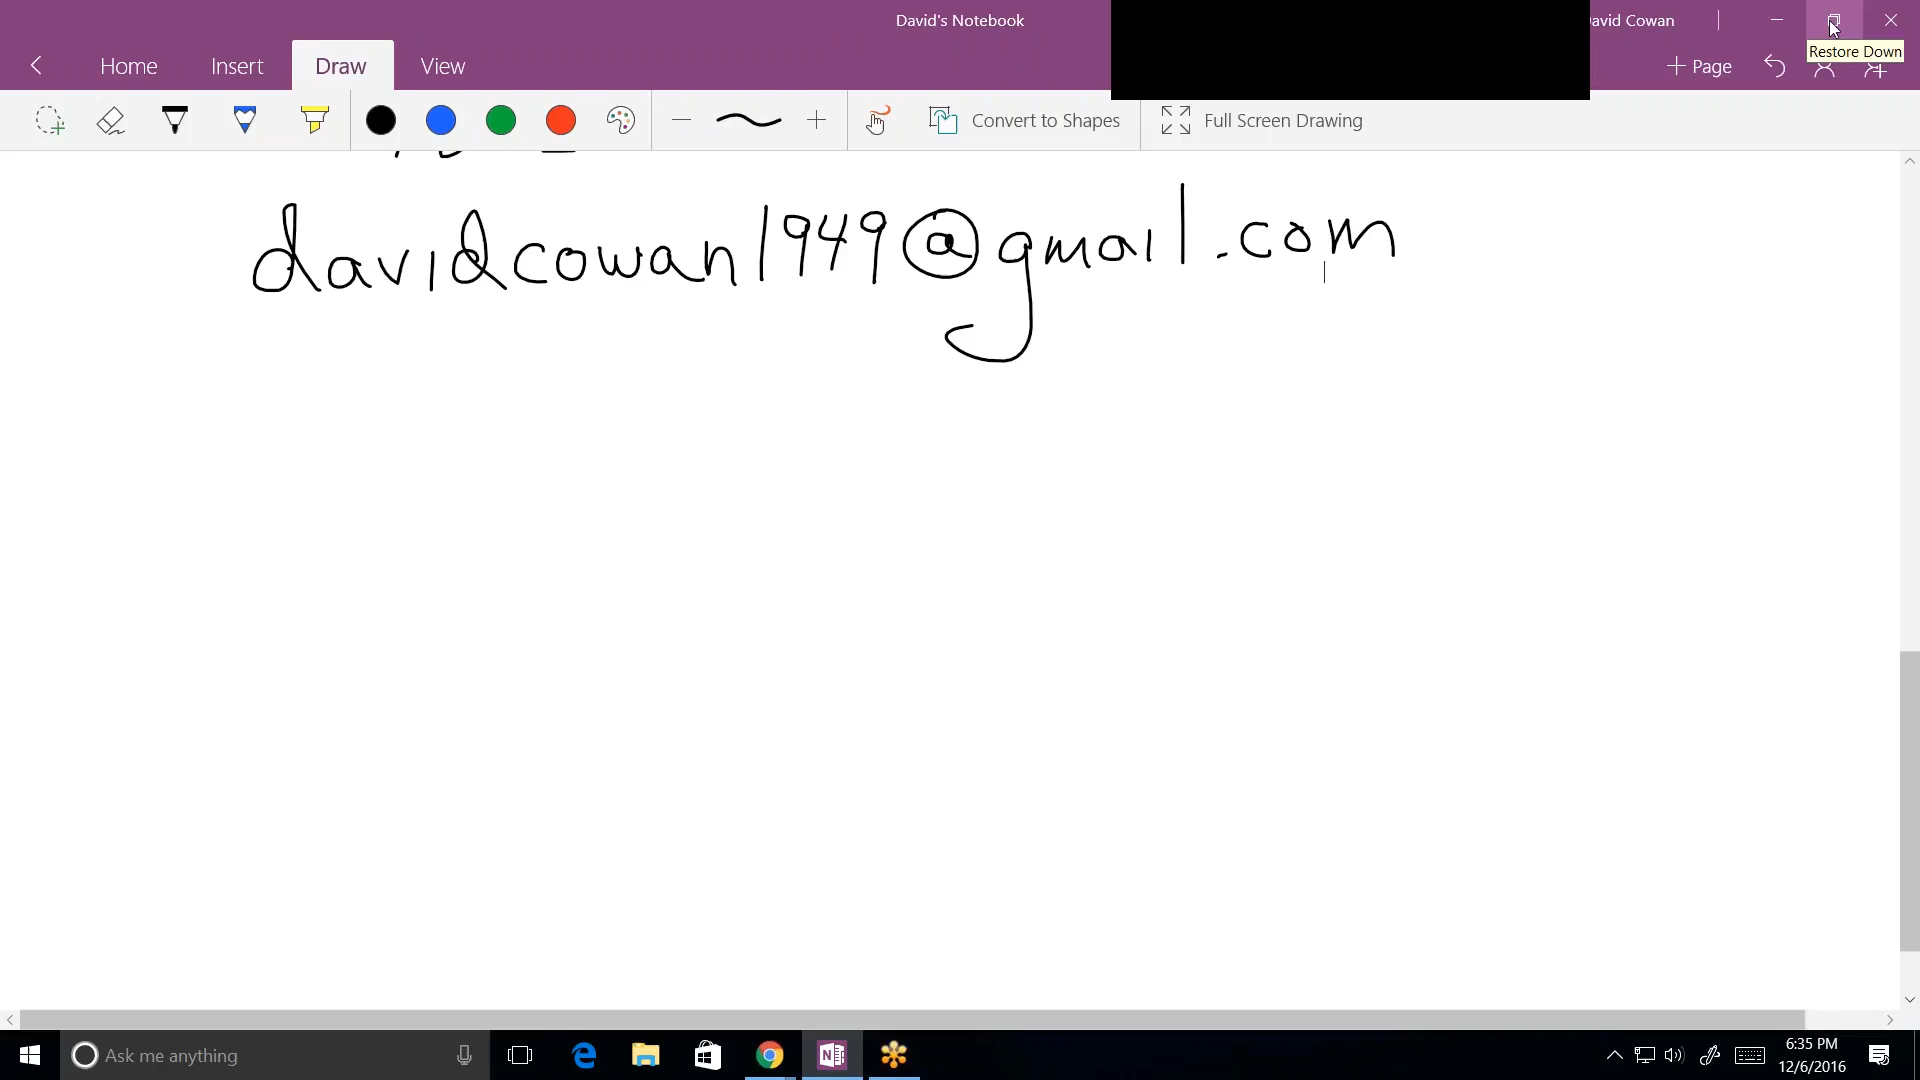 David's Notebook
avid Cowan
Restore Down
Home Insert Draw View
Page
Convert to Shapes
Full Screen Drawing
davidcowan1949@gmail.com
Ask me anything
6:35 PM
12/6/2016